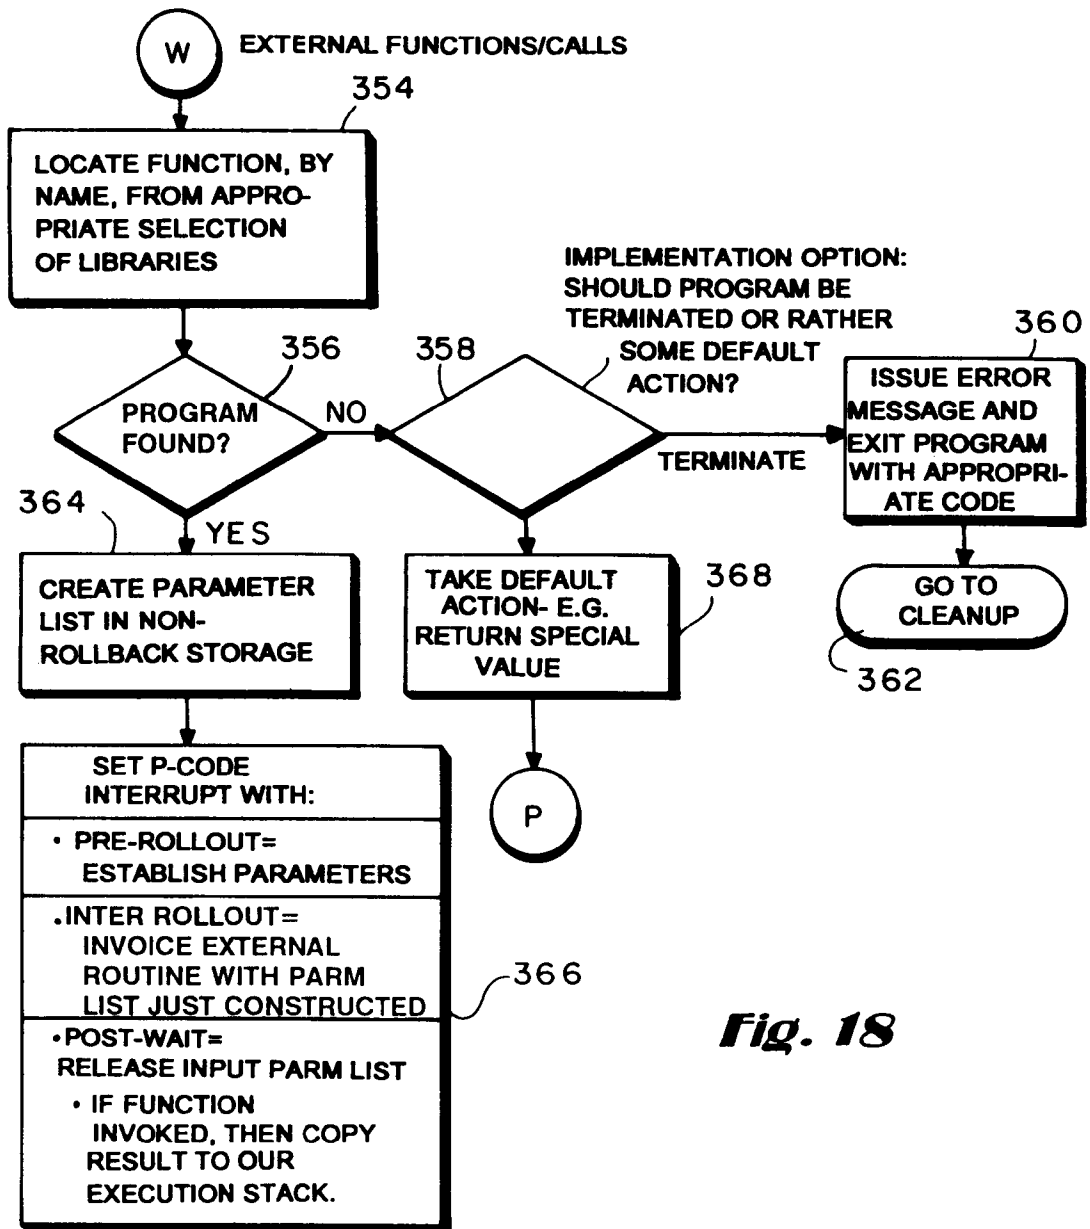 W
EXTERNAL FUNCTIONS/CALLS
354
LOCATE FUNCTION, BY
NAME, FROM APPRO-
PRIATE SELECTION
OF LIBRARIES
356
PROGRAM
FOUND?
NO
358
IMPLEMENTATION OPTION:
SHOULD PROGRAM BE
TERMINATED OR RATHER
SOME DEFAULT
ACTION?
TERMINATE
360
ISSUE ERROR
MESSAGE AND
EXIT PROGRAM
WITH APPROPRI-
ATE CODE
GO TO
CLEANUP
362
364
YES
CREATE PARAMETER
LIST IN NON-
ROLLBACK STORAGE
TAKE DEFAULT
ACTION- E.G.
RETURN SPECIAL
VALUE
368
P
SET P-CODE
INTERRUPT WITH:
• PRE-ROLLOUT=
ESTABLISH PARAMETERS
.INTER ROLLOUT=
INVOICE EXTERNAL
ROUTINE WITH PARM
LIST JUST CONSTRUCTED
366
•POST-WAIT=
RELEASE INPUT PARM LIST
• IF FUNCTION
INVOKED, THEN COPY
RESULT TO OUR
EXECUTION STACK.
Fig. 18